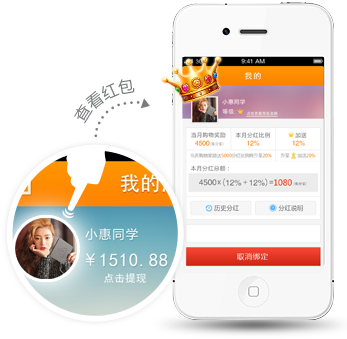 查看红包
9:41 AM
我的
小惠同学
等级
当月购物奖励
本月分红比例
加送
4500
12%
12%
本月分红总额：
4500×(12%+12%)=1080
历史分红
分红说明
取消绑定
我的
小惠同学
￥1510.88
点击提现